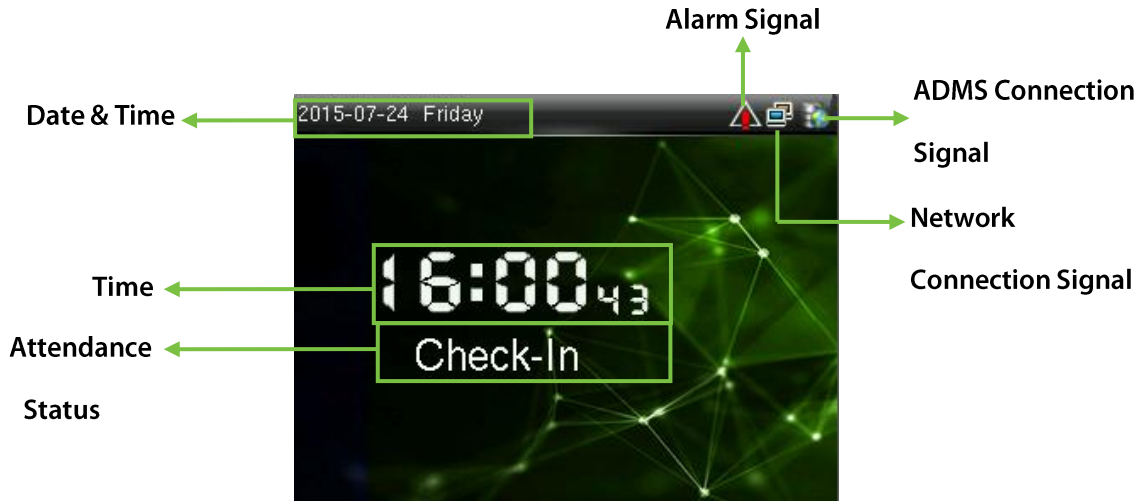 Alarm Signal
Date & Time
2015-07-24 Friday
ADMS Connection
Signal
Network
Connection Signal
Time
16:00 43
Attendance
Status
Check-In